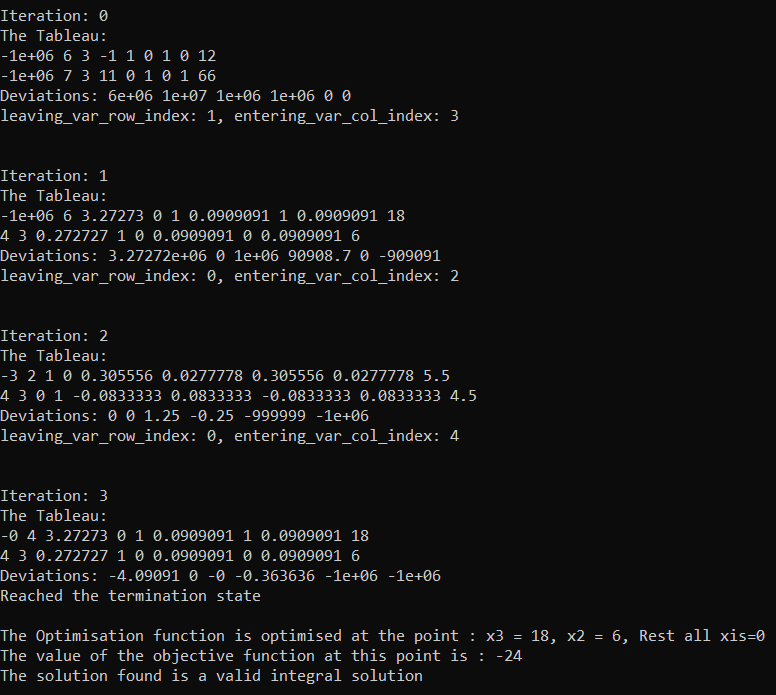 Iteration: 0
The Tableau:
-1e+06 6 3 -1 1 0 1 0 12
-1e+06 7 3 11 0 1 0 1 66
Deviations: 6e+06 1e+07 1e+06 1e+06 0 0
leaving_var_row_index: 1, entering_var_col_index: 3
Iteration: 1
The Tableau:
-1e+06 6 3.27273 0 1 0.0909091 1 0.0909091 18
4 3 0.272727 1 0 0.0909091 0 0.0909091 6
Deviations: 3.27272e+06 0 1e+06 90908.7 0 -909091
leaving_var_row_index: 0, entering_var_col_index: 2
Iteration: 2
The Tableau:
-3 2 1 0 0.305556 0.0277778 0.305556 0.0277778 5.5
4 3 0 1 -0.0833333 0.0833333 -0.0833333 0.0833333 4.5
Deviations: 0 0 1.25 -0.25 -999999 -1e+06
leaving_var_row_index: 0, entering_var_col_index: 4
Iteration: 3
The Tableau:
-0 4 3.27273 0 1 0.0909091 1 0.0909091 18
4 3 0.272727 1 0 0.0909091 0 0.0909091 6
Deviations: -4.09091 0 -0 -0.363636 -1e+06 -1e+06
Reached the termination state
The Optimisation function is optimised at the point : x3 = 18, x2 = 6, Rest all xis=0
The value of the objective function at this point is : -24
The solution found is a valid integral solution